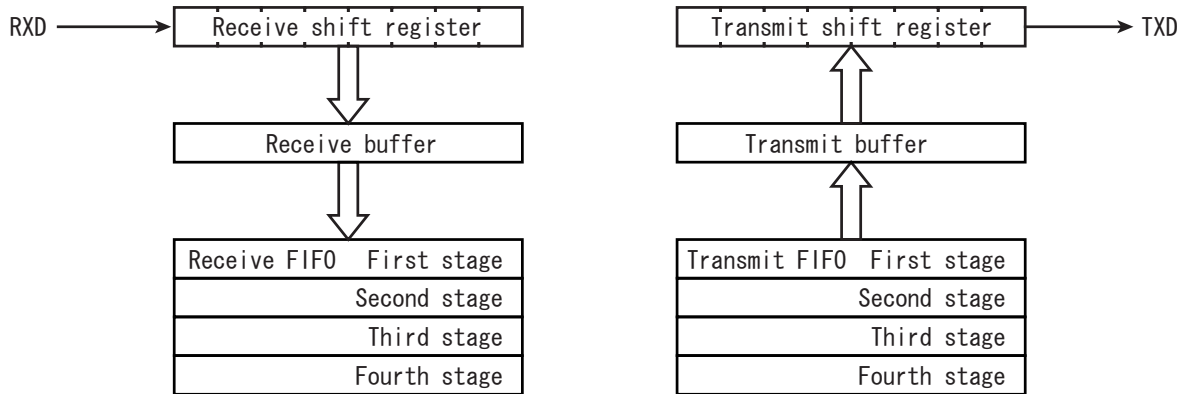 RXD
Receive shift register
Receive buffer
Receive FIFO First stage
Second stage
Third stage
Fourth stage
Transmit shift register
TXD
Transmit buffer
Transmit FIFO First stage
Second stage
Third stage
Fourth stage